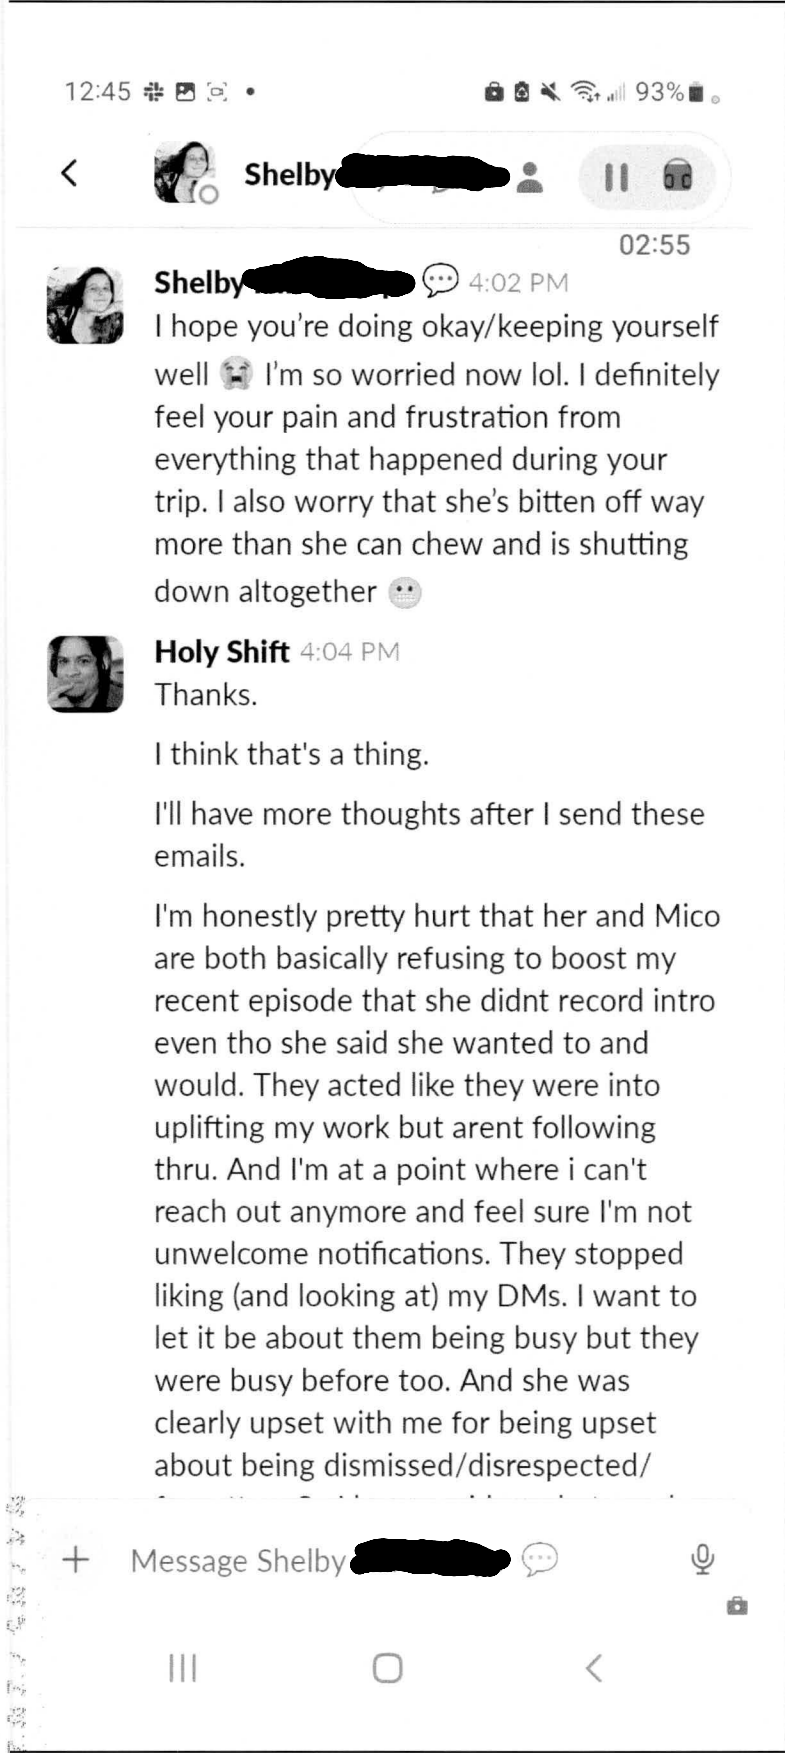 12:45
93%
Shelby
02:55
Shelby 4:02 PM
I hope you're doing okay/keeping yourself
well 😭 I'm so worried now lol. I definitely
feel your pain and frustration from
everything that happened during your
trip. I also worry that she's bitten off way
more than she can chew and is shutting
down altogether 😬
Holy Shift 4:04 PM
Thanks.
I think that's a thing.
I'll have more thoughts after I send these
emails.
I'm honestly pretty hurt that her and Mico
are both basically refusing to boost my
recent episode that she didnt record intro
even tho she said she wanted to and
would. They acted like they were into
uplifting my work but arent following
thru. And I'm at a point where i can't
reach out anymore and feel sure I'm not
unwelcome notifications. They stopped
liking (and looking at) my DMs. I want to
let it be about them being busy but they
were busy before too. And she was
clearly upset with me for being upset
about being dismissed/disrespected/
Message Shelby